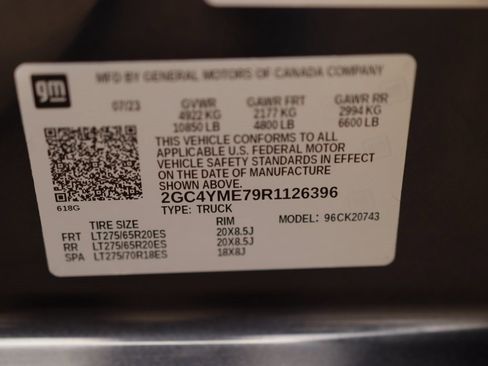 gm
MFD BY GENERAL MOTORS OF CANADA COMPANY
07/23 GVWR GAWR FRT GAWR RR
4922 KG 2177 KG 2994 KG
10850 LB 4800 LB 6600 LB
THIS VEHICLE CONFORMS TO ALL
APPLICABLE U.S. FEDERAL MOTOR
VEHICLE SAFETY STANDARDS IN EFFECT
ON THE DATE OF MANUFACTURE
SHOWN ABOVE.
618G
2GC4YME79R1126396
TYPE: TRUCK MODEL: 96CK20743
TIRE SIZE RIM
FRT LT275/65R20ES 20X8.5J
RR LT275/65R20ES 20X8.5J
SPA LT275/70R18ES 18X8J